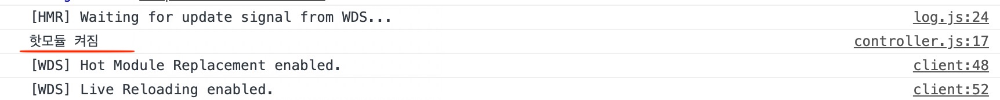 [HMR] Waiting for update signal from WDS... log.js:24
핫모듈 켜짐 controller.js:17
[WDS] Hot Module Replacement enabled. client:48
[WDS] Live Reloading enabled. client:52